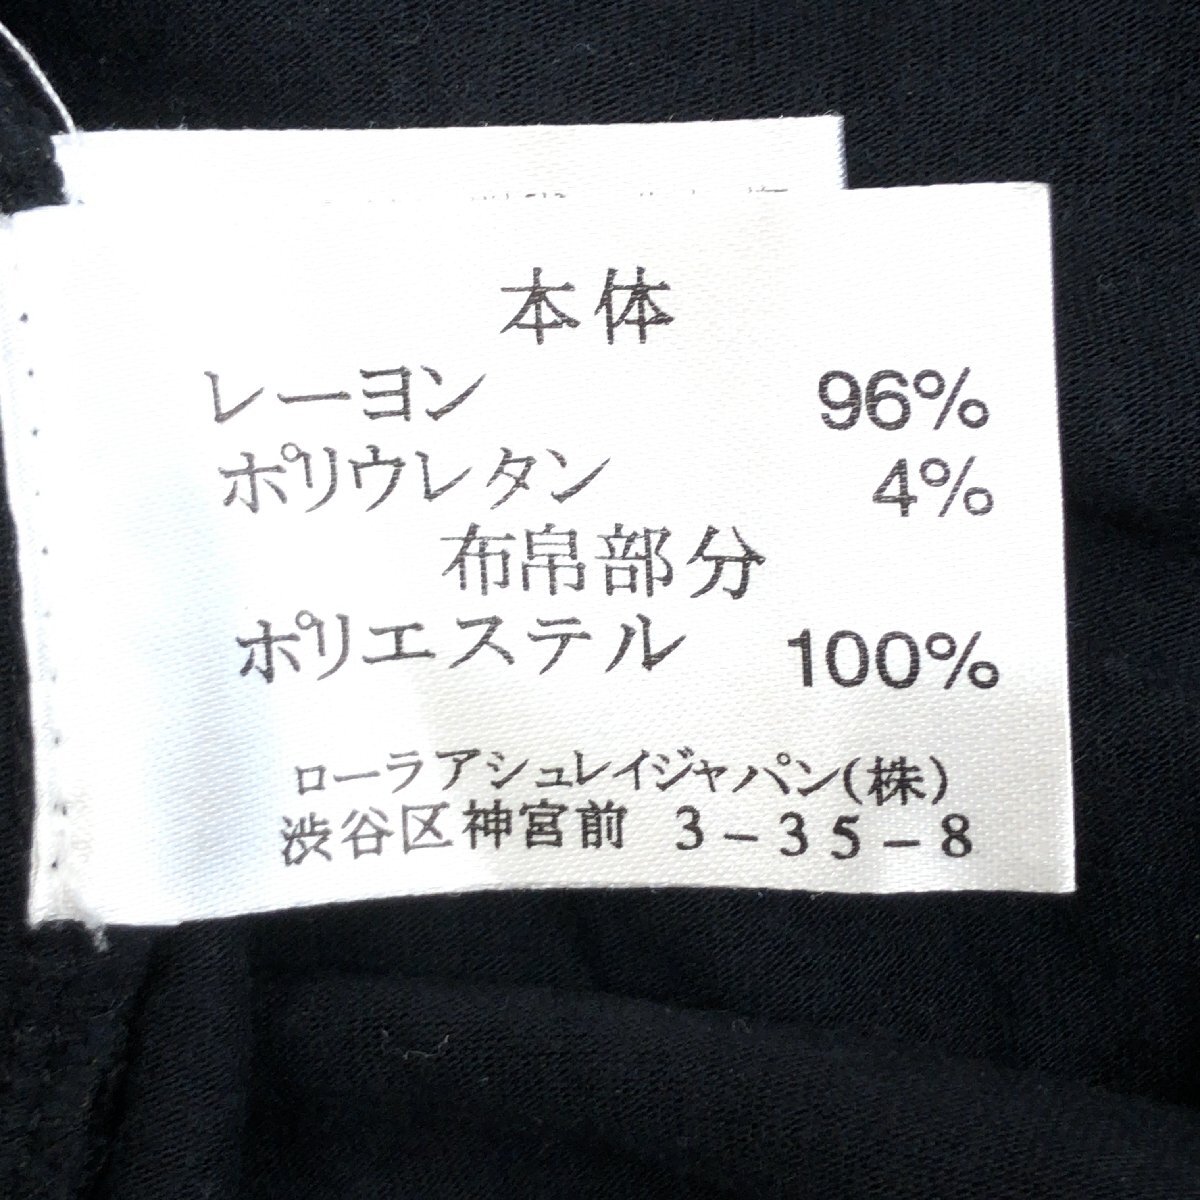 本体
レーヨン 96%
ポリウレタン 4%
布帛部分
ポリエステル 100%
ローラアシュレイジャパン(株)
渋谷区神宮前 3-35-8